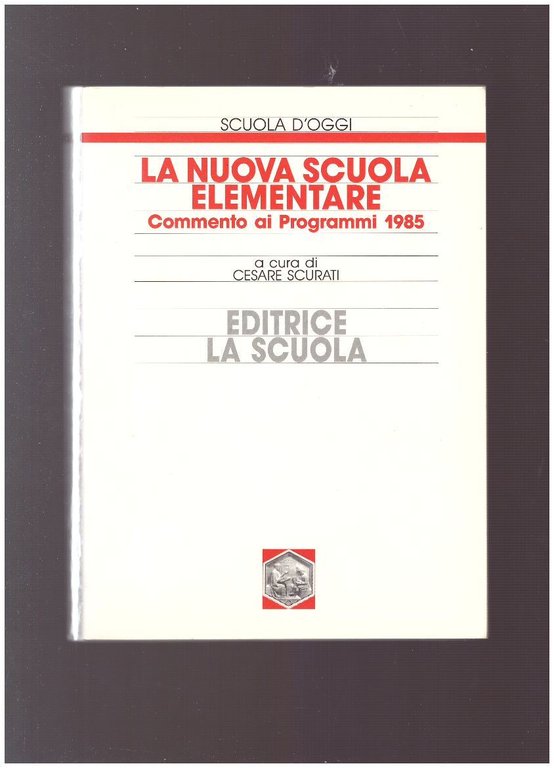 SCUOLA D'OGGI
LA NUOVA SCUOLA
ELEMENTARE
Commento ai Programmi 1985
a cura di
CESARE SCURATI
EDITRICE
LA SCUOLA